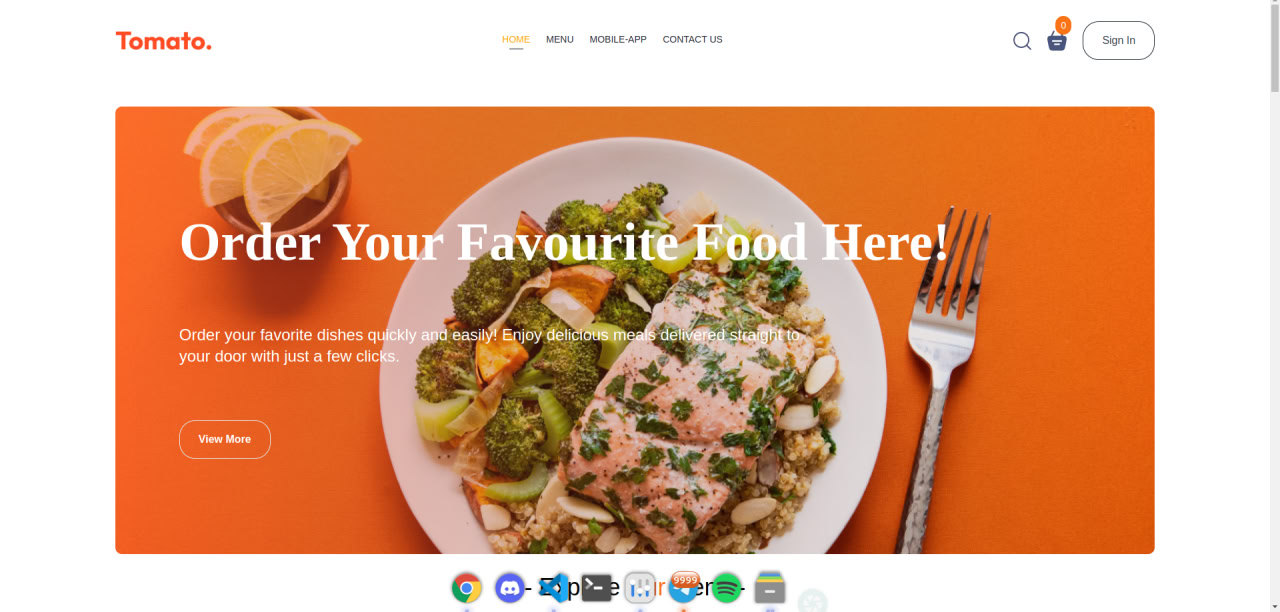 Tomato.
HOME MENU MOBILE-APP CONTACT US
0
Sign In
Order Your Favourite Food Here!
Order your favorite dishes quickly and easily! Enjoy delicious meals delivered straight to
your door with just a few clicks.
View More
9999